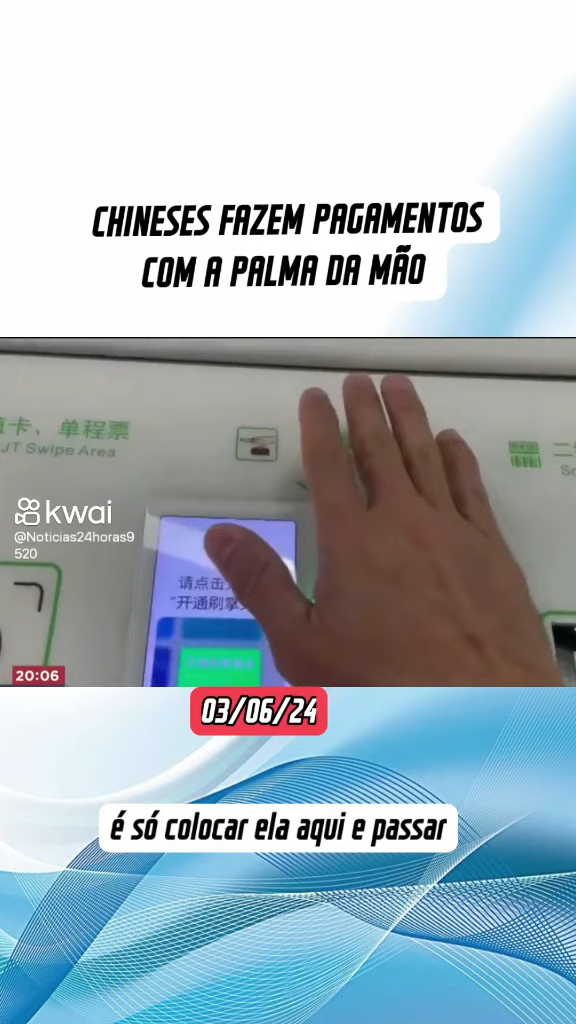 CHINESES FAZEM PAGAMENTOS
COM A PALMA DA MÃO
卡、单程票
JT Swipe Area
二
kwai
@Noticias24horas9
520
请点击
“开通刷掌
20:06
03/06/24
é só colocar ela aqui e passar